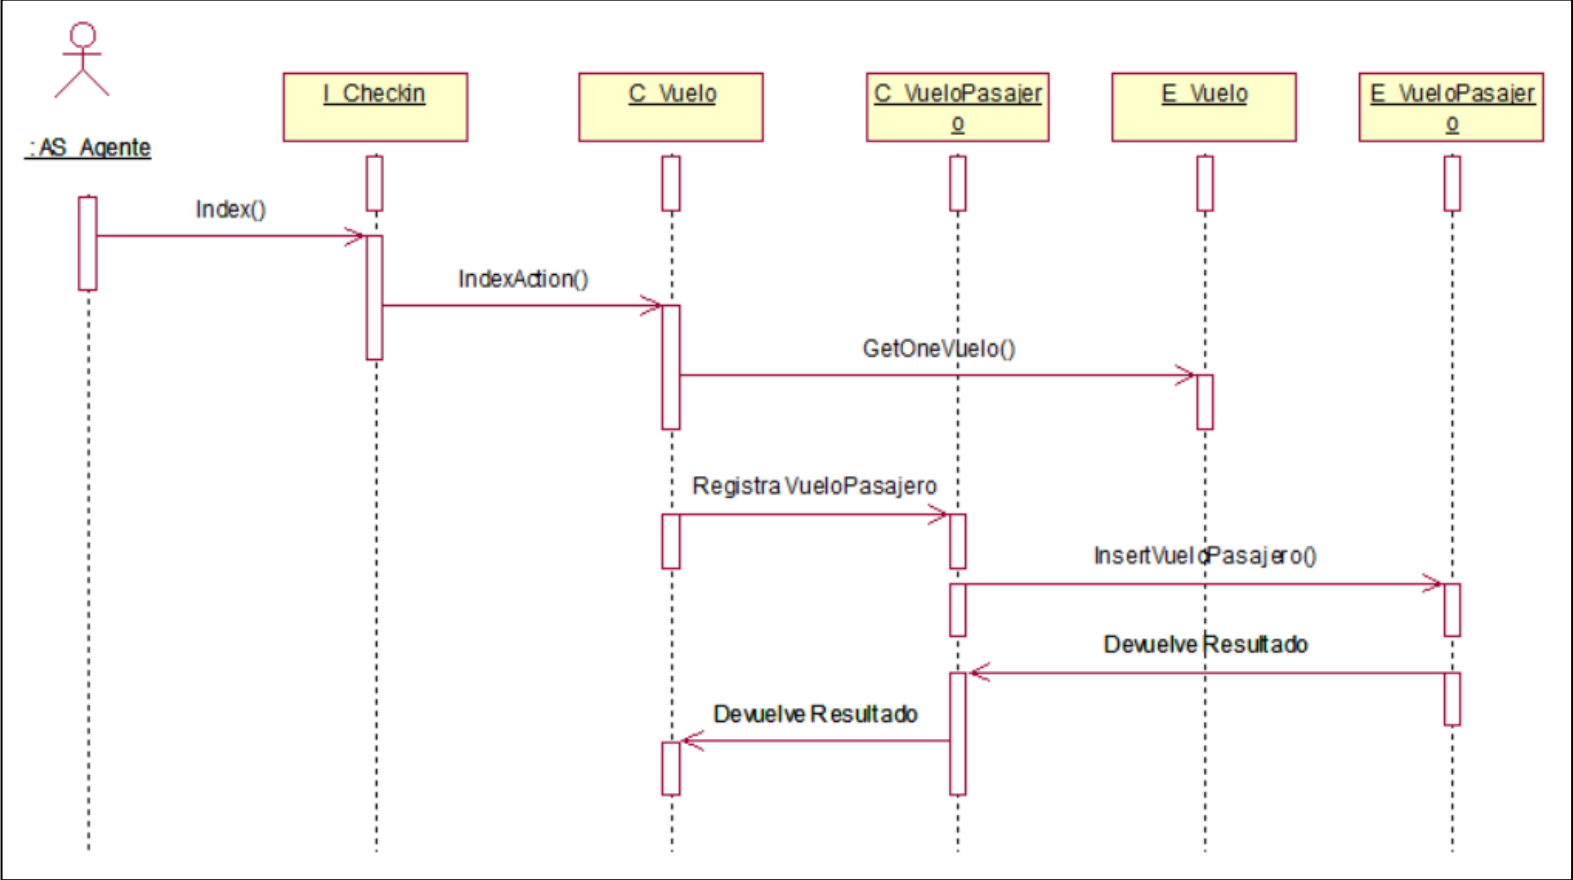 I_Checkin
C_Vuelo
C_VueloPasajer
o
E_Vuelo
E_VueloPasajer
o
:AS_Agente
Index()
IndexAction()
GetOneVuelo()
Registra VueloPasajero
InsertVueloPasajero()
Devuelve Resultado
Devuelve Resultado